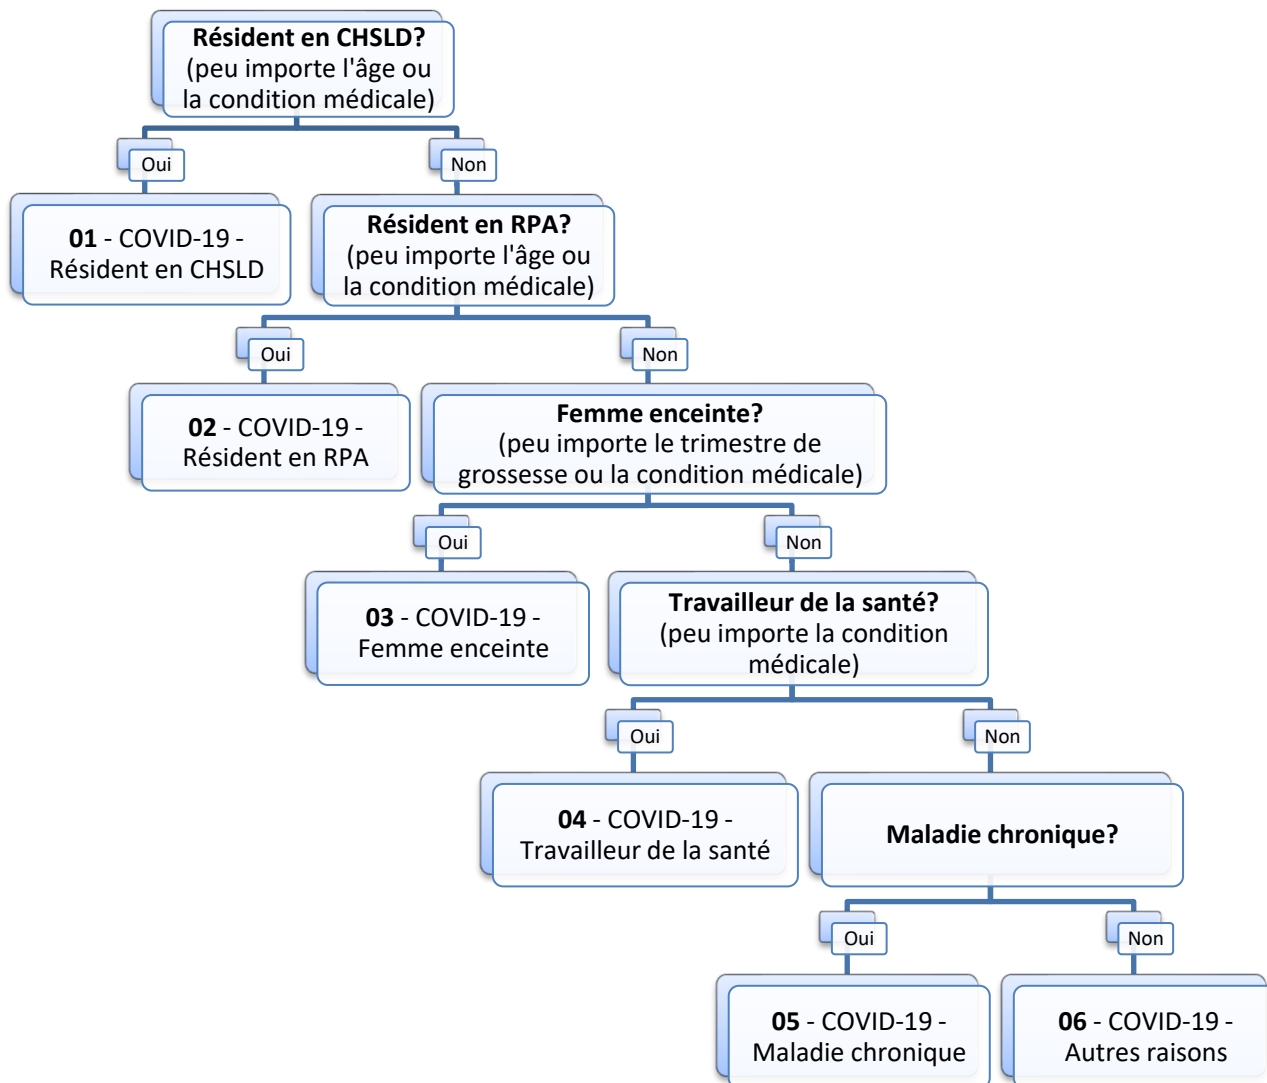 Résident en CHSLD?
(peu importe l'âge ou
la condition médicale)
Oui
Non
01 - COVID-19 -
Résident en CHSLD
Résident en RPA?
(peu importe l'âge ou
la condition médicale)
Oui
Non
02 - COVID-19 -
Résident en RPA
Femme enceinte?
(peu importe le trimestre de
grossesse ou la condition médicale)
Oui
Non
03 - COVID-19 -
Femme enceinte
Travailleur de la santé?
(peu importe la condition
médicale)
Oui
Non
04 - COVID-19 -
Travailleur de la santé
Maladie chronique?
Oui
Non
05 - COVID-19 -
Maladie chronique
06 - COVID-19 -
Autres raisons